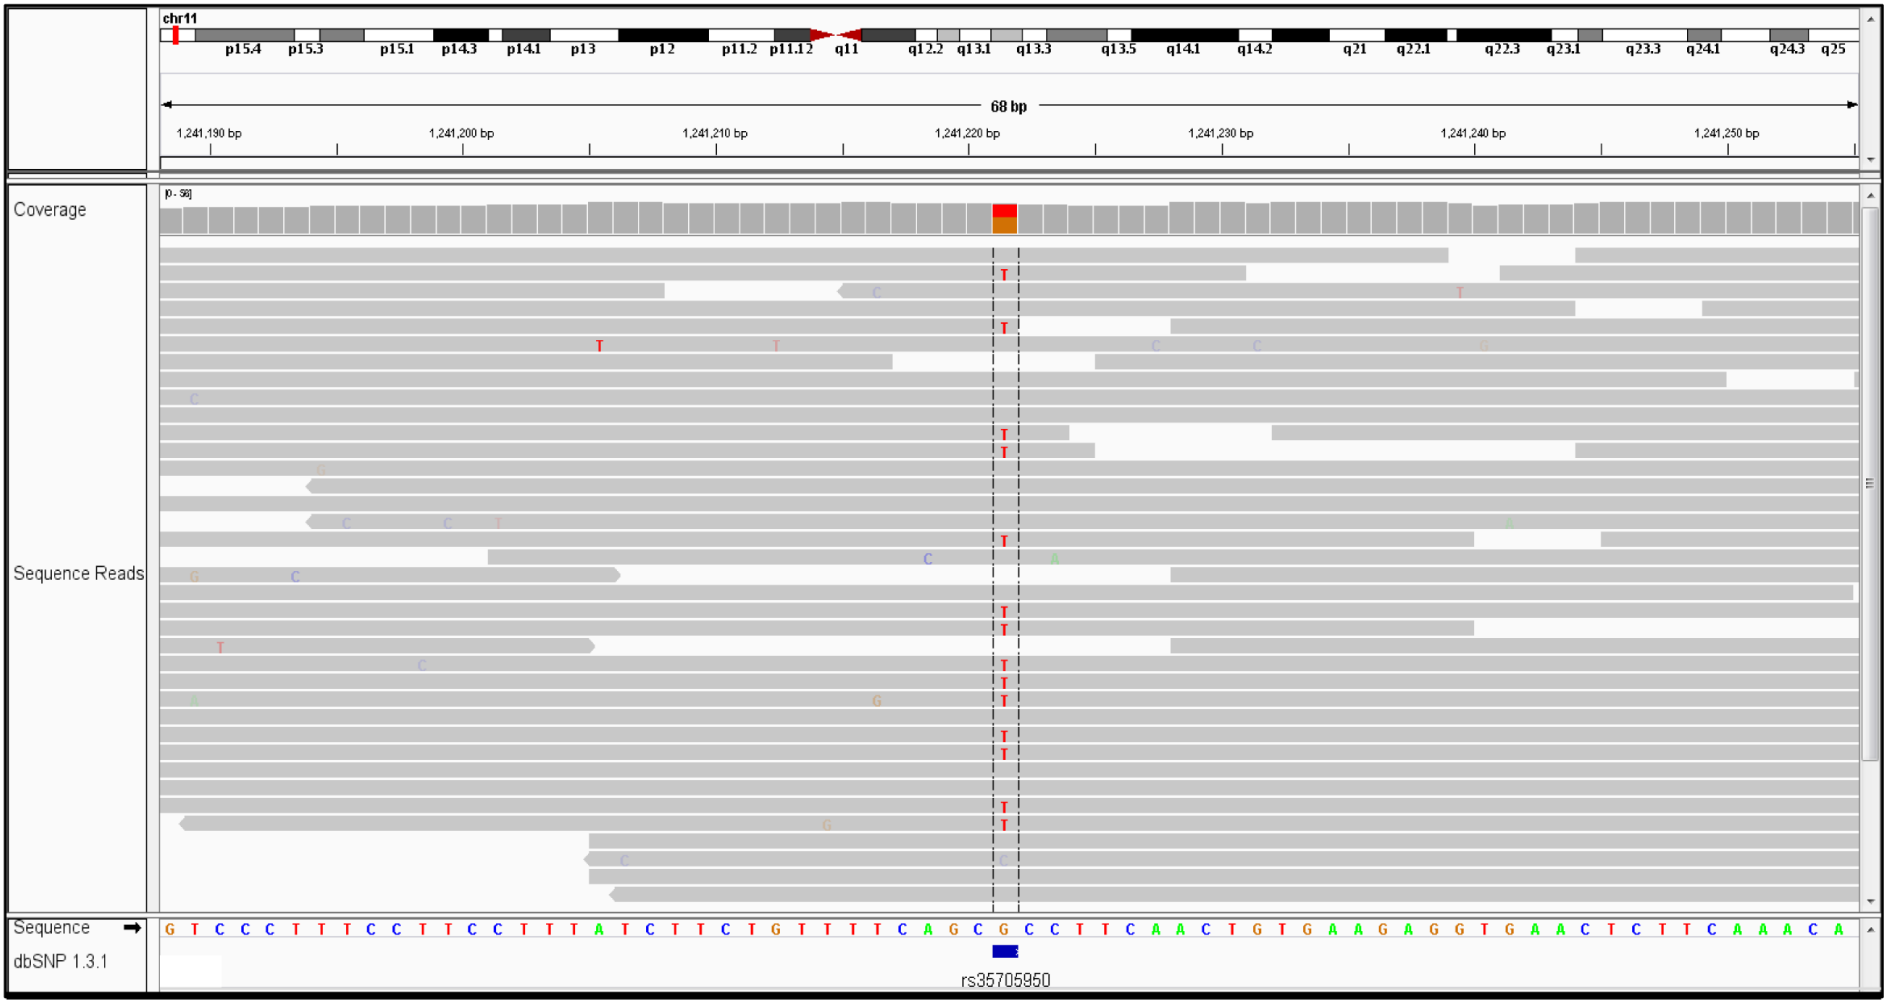 chr11
p15.4 p15.3 p15.1 p14.3 p14.1 p13 p12 p11.2 p11.12 q11 q12.2 q13.1 q13.3 q13.5 q14.1 q14.2 q21 q22.1 q22.3 q23.1 q23.3 q24.1 q24.3 q25
68 bp
1,241,190 bp 1,241,200 bp 1,241,210 bp 1,241,220 bp 1,241,230 bp 1,241,240 bp 1,241,250 bp
[0 - 56]
Coverage
T
C T
T
T T C C G
C
T
T
G
C C T A
T
C A
Sequence Reads
G C
T
T
T
C T
T
A G T
T
T
T
G T
C C
Sequence G T C C C T T T C C T T C C T T T A T C T T C T G T T T T C A G C G C C T T C A A C T G T G A A G A G G T G A A C T C T T C A A A C A
dbSNP 1.3.1
rs35705950